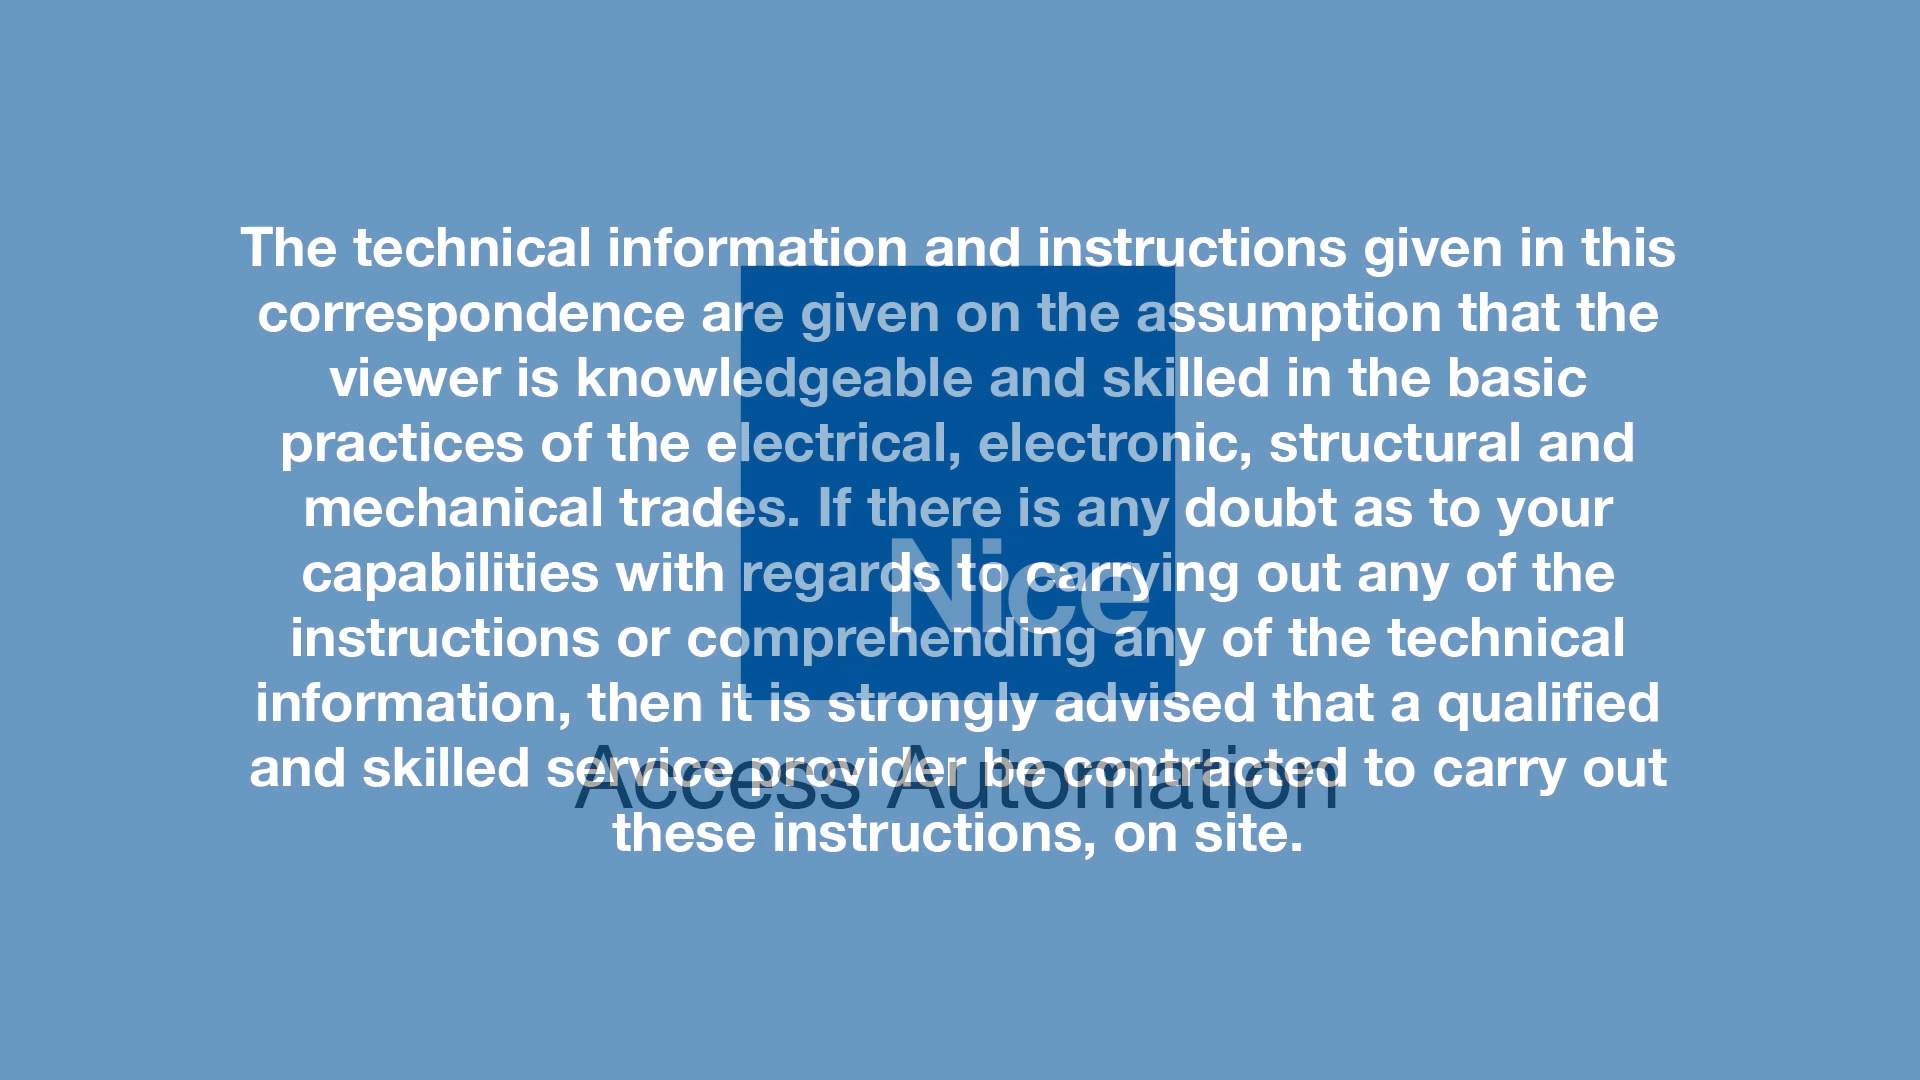 The technical information and instructions given in this
correspondence are given on the assumption that the
viewer is knowledgeable and skilled in the basic
practices of the electrical, electronic, structural and
mechanical trades. If there is any doubt as to your
capabilities with regards to carrying out any of the
instructions or comprehending any of the technical
information, then it is strongly advised that a qualified
and skilled service provider be contracted to carry out
these instructions, on site.
Nice
Access Automation